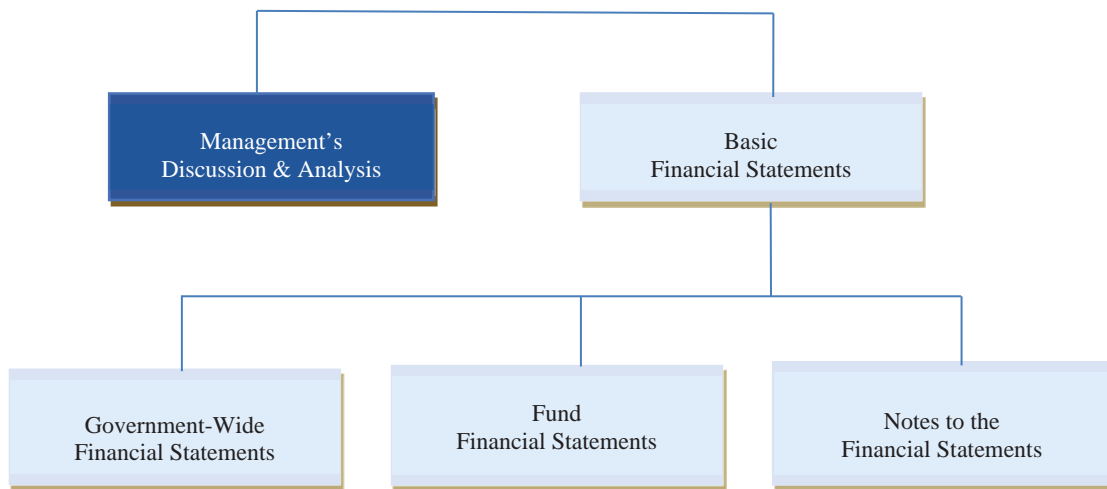 Management’s
Discussion & Analysis
Basic
Financial Statements
Government-Wide
Financial Statements
Fund
Financial Statements
Notes to the
Financial Statements